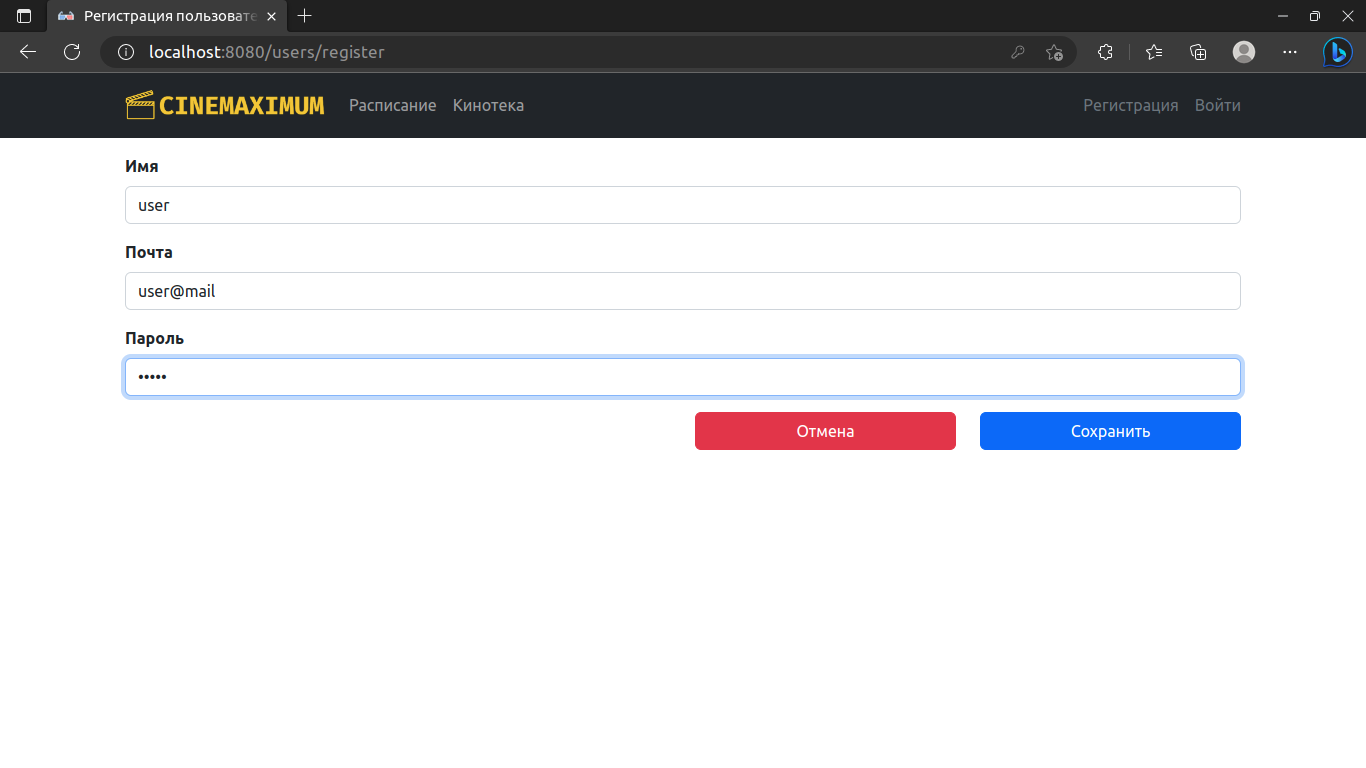 Регистрация пользовате
localhost:8080/users/register
CINEMAXIMUM Расписание Кинотека Регистрация Войти
Имя
user
Почта
user@mail
Пароль
•••••
Отмена Сохранить